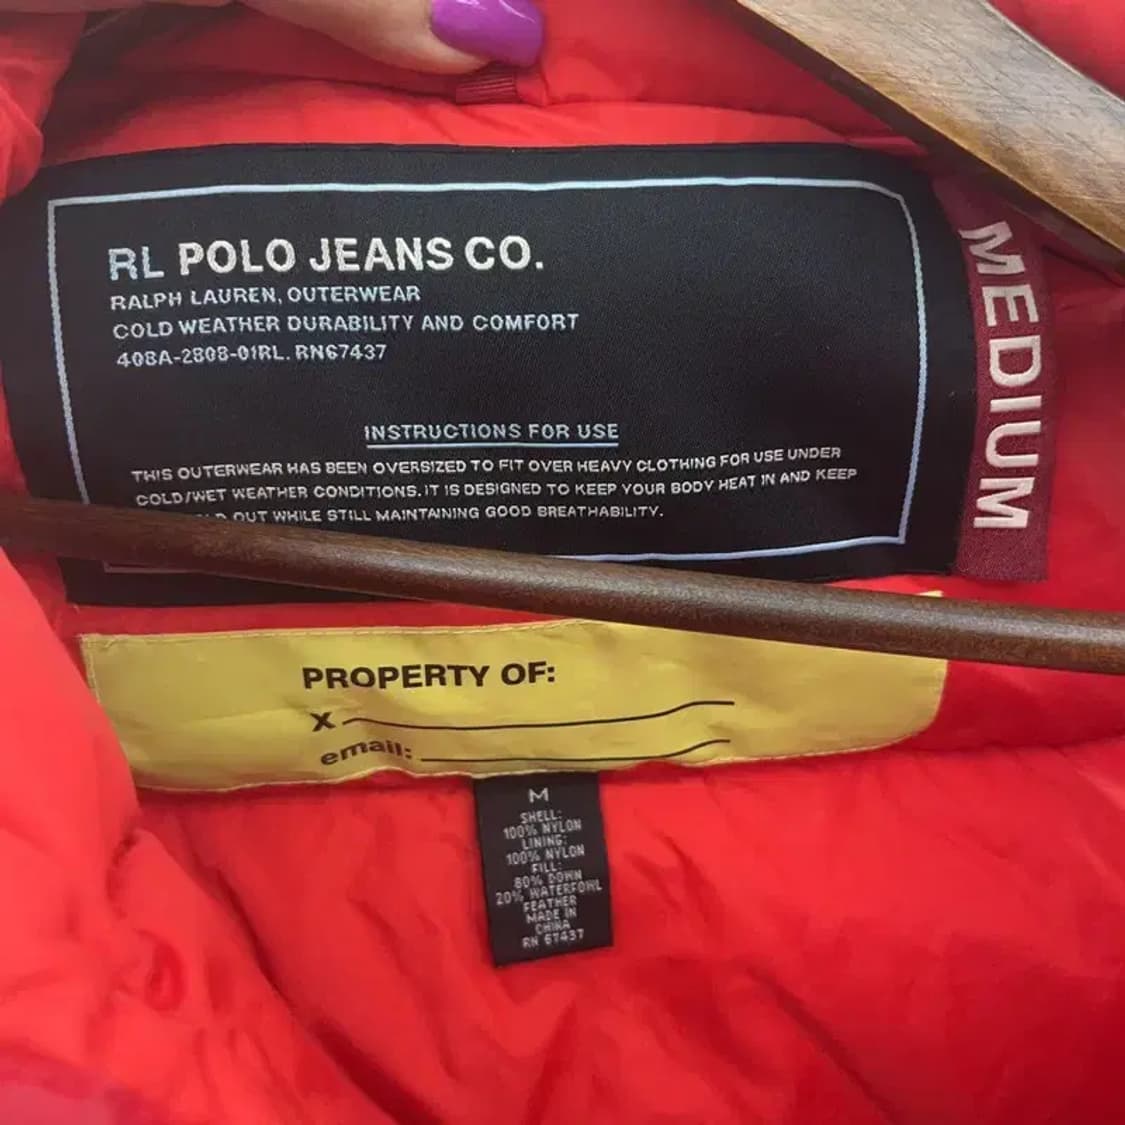 RL POLO JEANS CO.
RALPH LAUREN, OUTERWEAR
COLD WEATHER DURABILITY AND COMFORT
408A-2808-01RL. RN67437
INSTRUCTIONS FOR USE
THIS OUTERWEAR HAS BEEN OVERSIZED TO FIT OVER HEAVY CLOTHING FOR USE UNDER
COLD/WET WEATHER CONDITIONS. IT IS DESIGNED TO KEEP YOUR BODY HEAT IN AND KEEP
OUT WHILE STILL MAINTAINING GOOD BREATHABILITY.
MEDIUM
PROPERTY OF:
X
email:
M
SHELL:
100% NYLON
LINING:
100% NYLON
FILL:
80% DOWN
20% WATERFOWL
FEATHER
MADE IN
CHINA
RN 67437